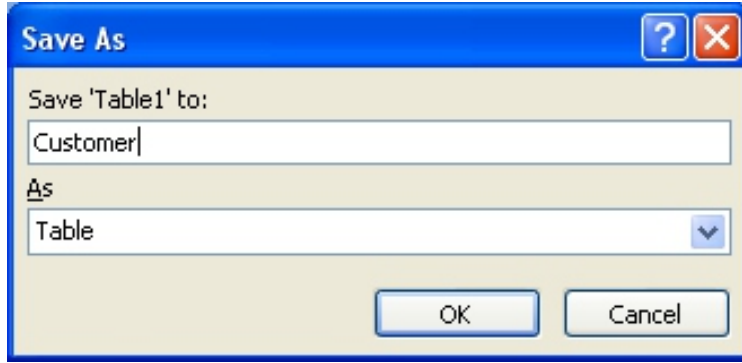 Save As
Save 'Table1' to:
Customer
As
Table
OK Cancel